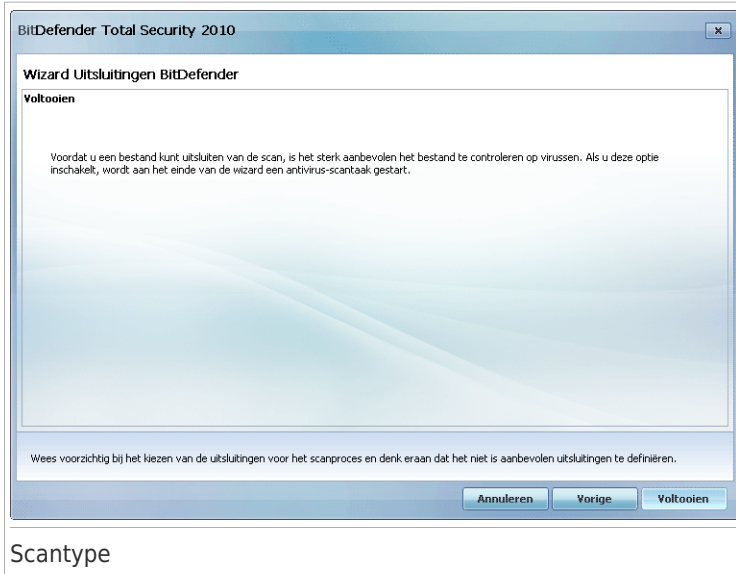 BitDefender Total Security 2010
Wizard Uitsluitingen BitDefender
Voltooien
Voordat u een bestand kunt uitsluiten van de scan, is het sterk aanbevolen het bestand te controleren op virussen. Als u deze optie
inschakelt, wordt aan het einde van de wizard een antivirus-scantaak gestart.
Wees voorzichtig bij het kiezen van de uitsluitingen voor het scanproces en denk eraan dat het niet is aanbevolen uitsluitingen te definiëren.
Annuleren Vorige Voltooien
Scantype